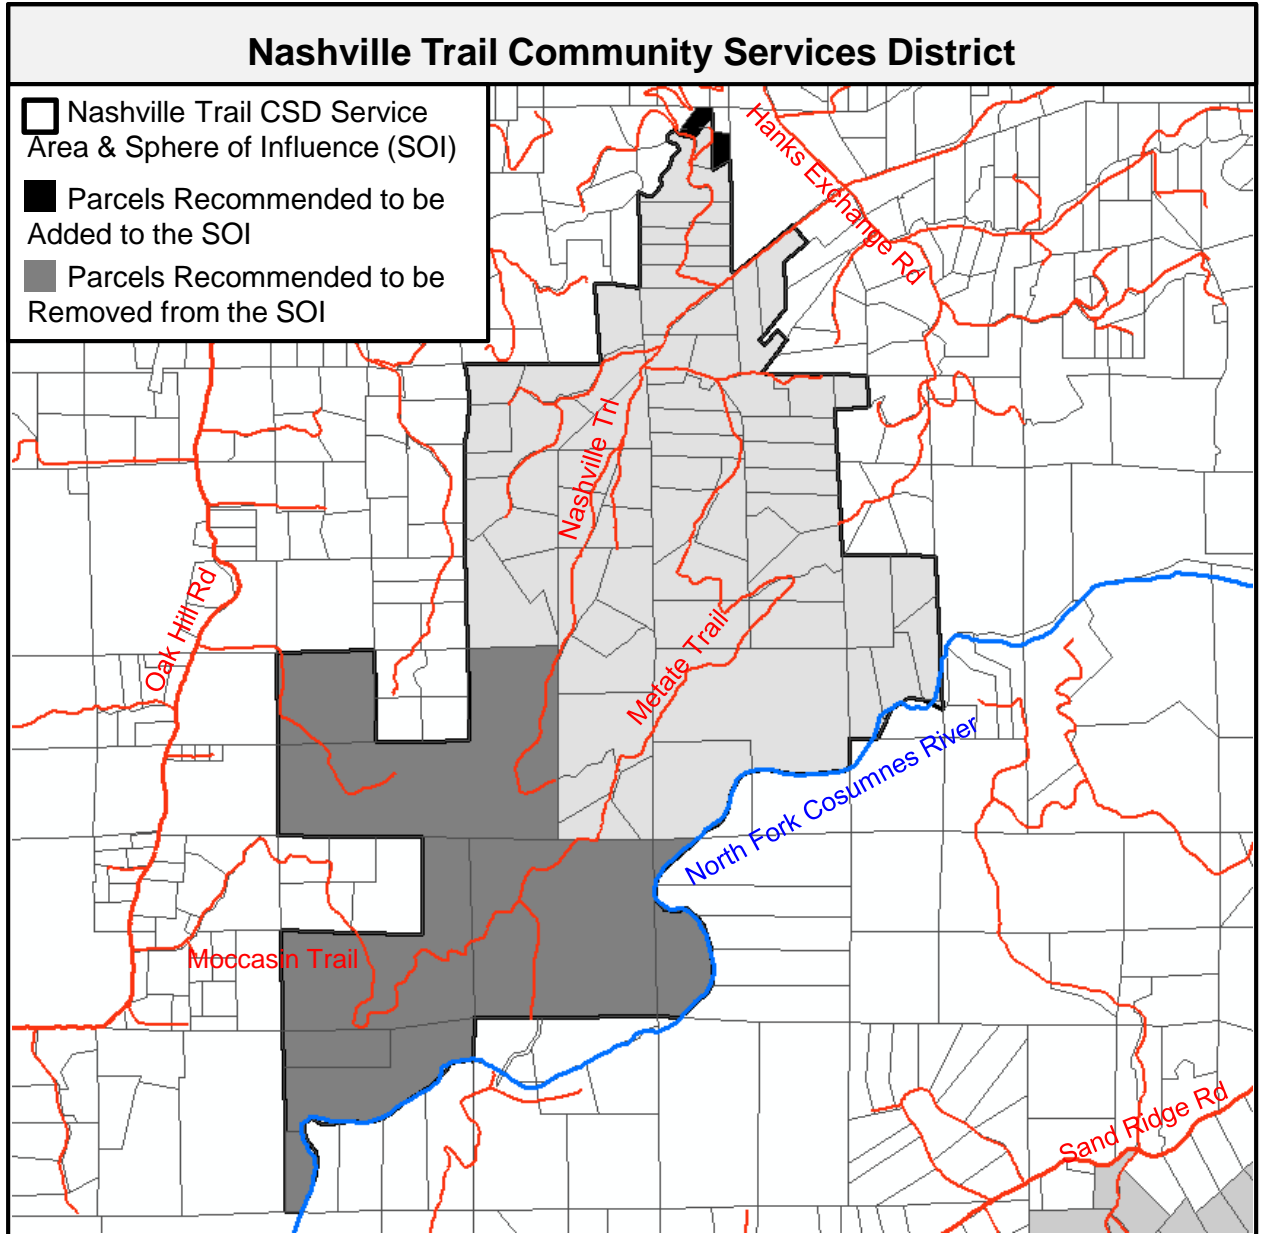 Nashville Trail Community Services District
Nashville Trail CSD Service
Area & Sphere of Influence (SOI)
Parcels Recommended to be
Added to the SOI
Parcels Recommended to be
Removed from the SOI
Hanks Exchange Rd
Nashville Trl
Oak Hill Rd
Metate Trail
North Fork Cosumnes River
Moccasin Trail
Sand Ridge Rd